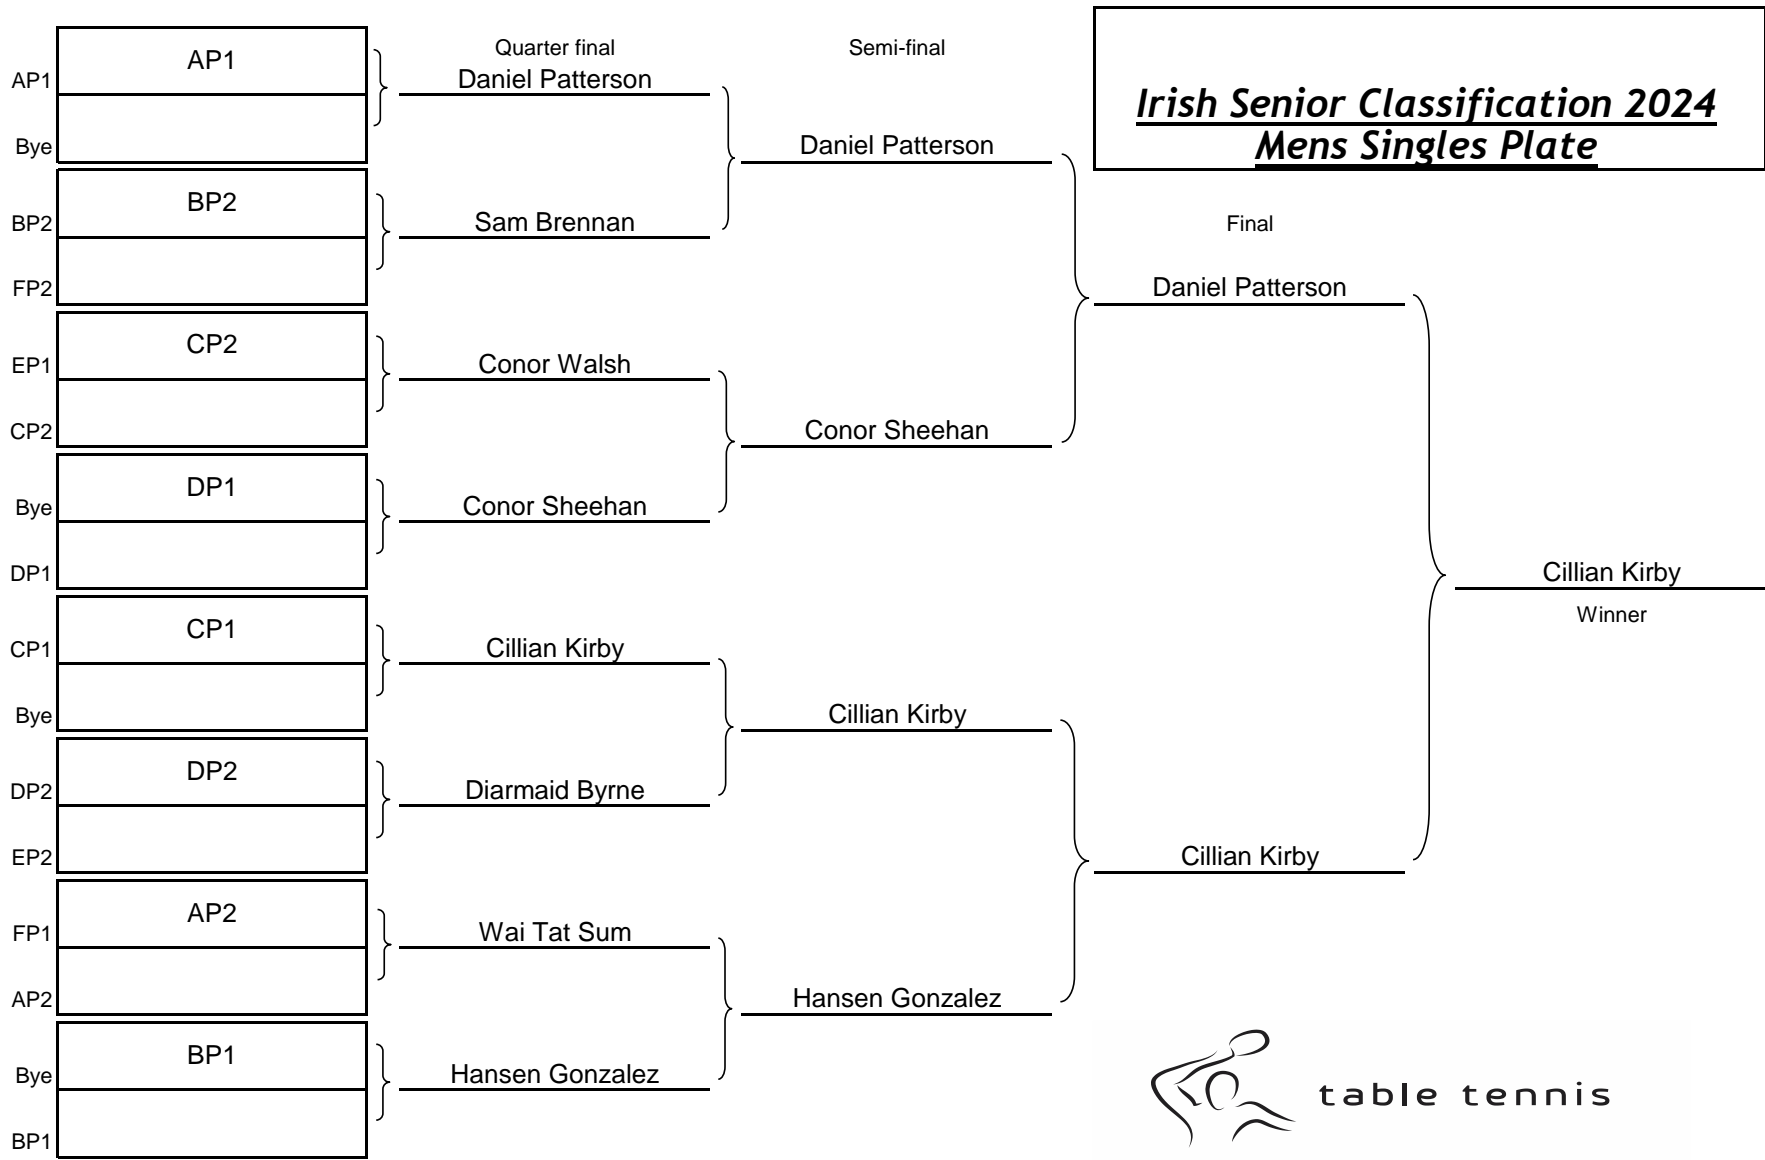 Irish Senior Classification 2024
Mens Singles Plate
Quarter final
Semi-final
Final
AP1
AP1
Bye
Daniel Patterson
Daniel Patterson
BP2
BP2
FP2
Sam Brennan
Daniel Patterson
CP2
EP1
CP2
Conor Walsh
Conor Sheehan
DP1
Bye
DP1
Conor Sheehan
Cillian Kirby
Winner
CP1
CP1
Bye
Cillian Kirby
Cillian Kirby
DP2
DP2
EP2
Diarmaid Byrne
Cillian Kirby
AP2
FP1
AP2
Wai Tat Sum
Hansen Gonzalez
BP1
Bye
BP1
Hansen Gonzalez
table tennis